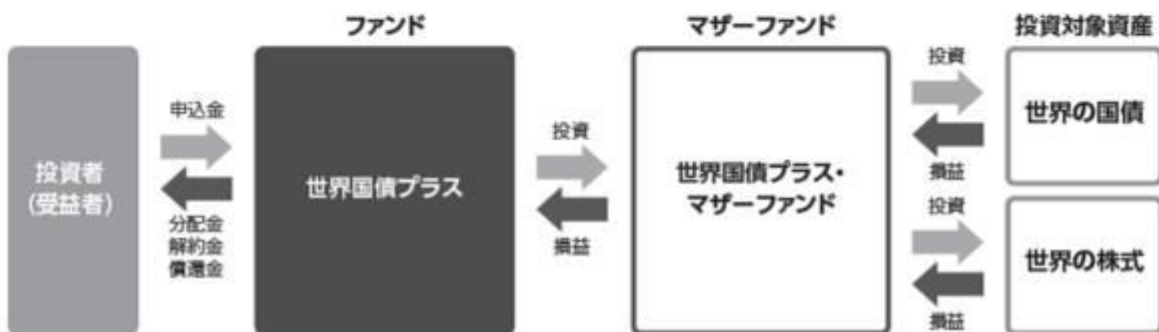 ファンド
マザーファンド
投資対象資産
投資者
(受益者)
申込金
分配金
解約金
償還金
世界国債プラス
投資
損益
世界国債プラス・
マザーファンド
投資
損益
世界の国債
投資
損益
世界の株式